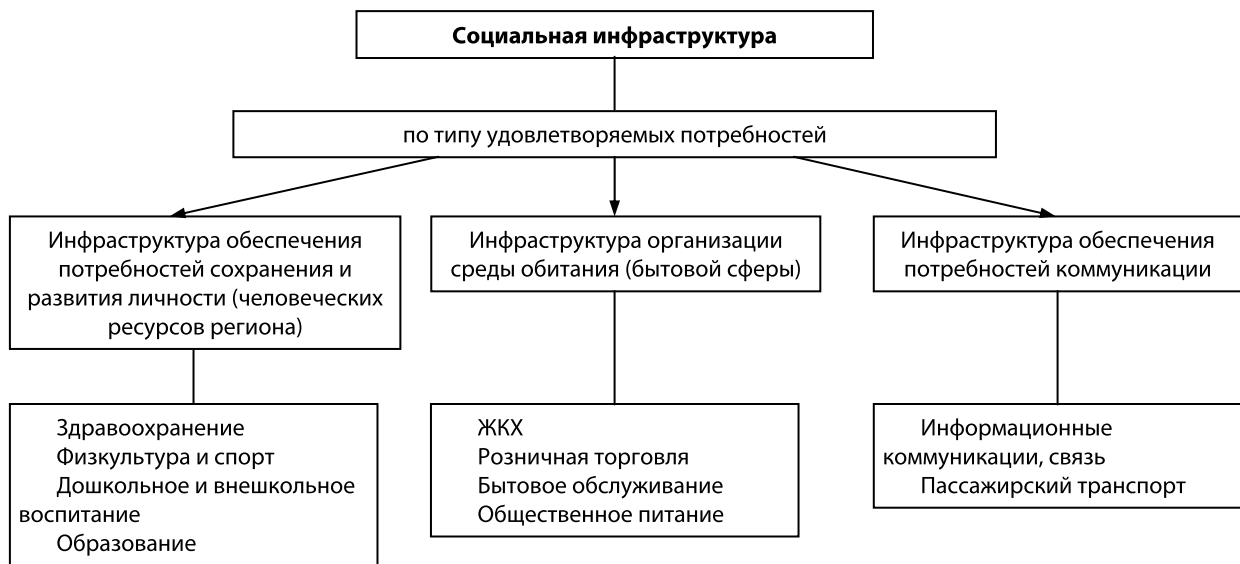 Социальная инфраструктура
по типу удовлетворяемых потребностей
Инфраструктура обеспечения
потребностей сохранения и
развития личности (человеческих
ресурсов региона)
Инфраструктура организации
среды обитания (бытовой сферы)
Инфраструктура обеспечения
потребностей коммуникации
Здравоохранение
Физкультура и спорт
Дошкольное и внешкольное
воспитание
Образование
ЖКХ
Розничная торговля
Бытовое обслуживание
Общественное питание
Информационные
коммуникации, связь
Пассажирский транспорт